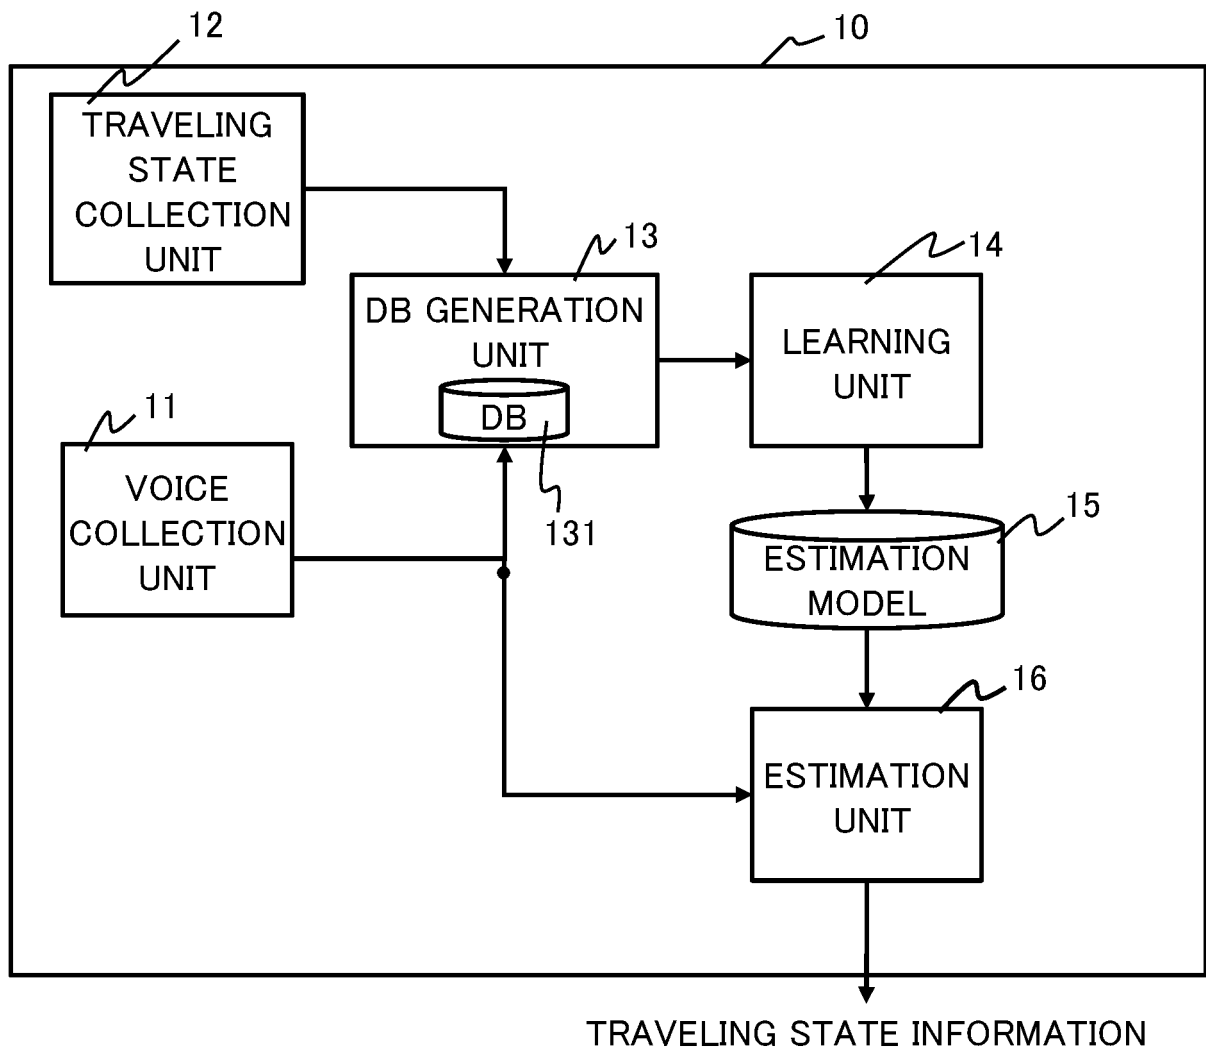 12
10
TRAVELING
STATE
COLLECTION
UNIT
13
14
DB GENERATION
UNIT
DB
131
LEARNING
UNIT
11
VOICE
COLLECTION
UNIT
15
ESTIMATION
MODEL
16
ESTIMATION
UNIT
TRAVELING STATE INFORMATION